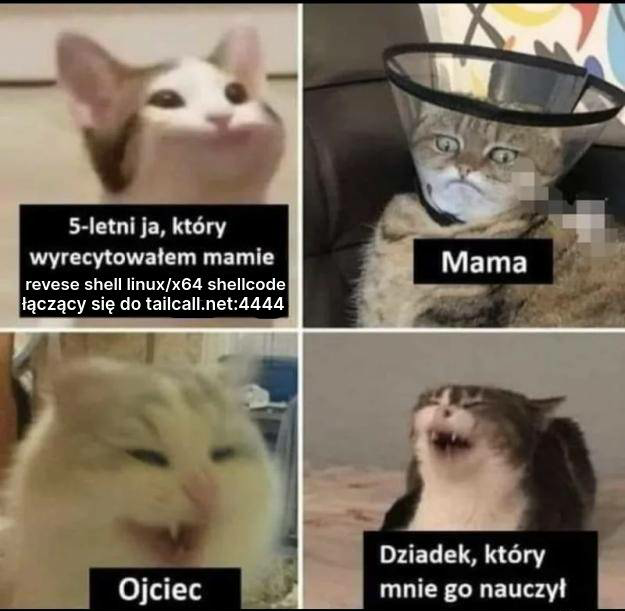 5-letni ja, który
wyrecytowałem mamie
revese shell linux/x64 shellcode
łączący się do tailcall.net:4444
Mama
Ojciec
Dziadek, który
mnie go nauczył